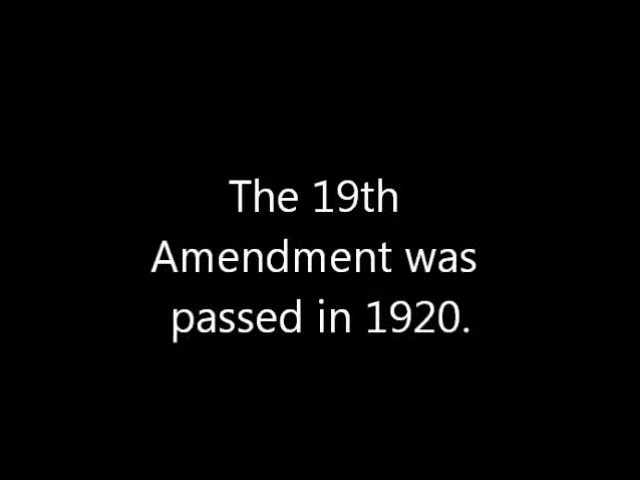 The 19th
Amendment was
passed in 1920.